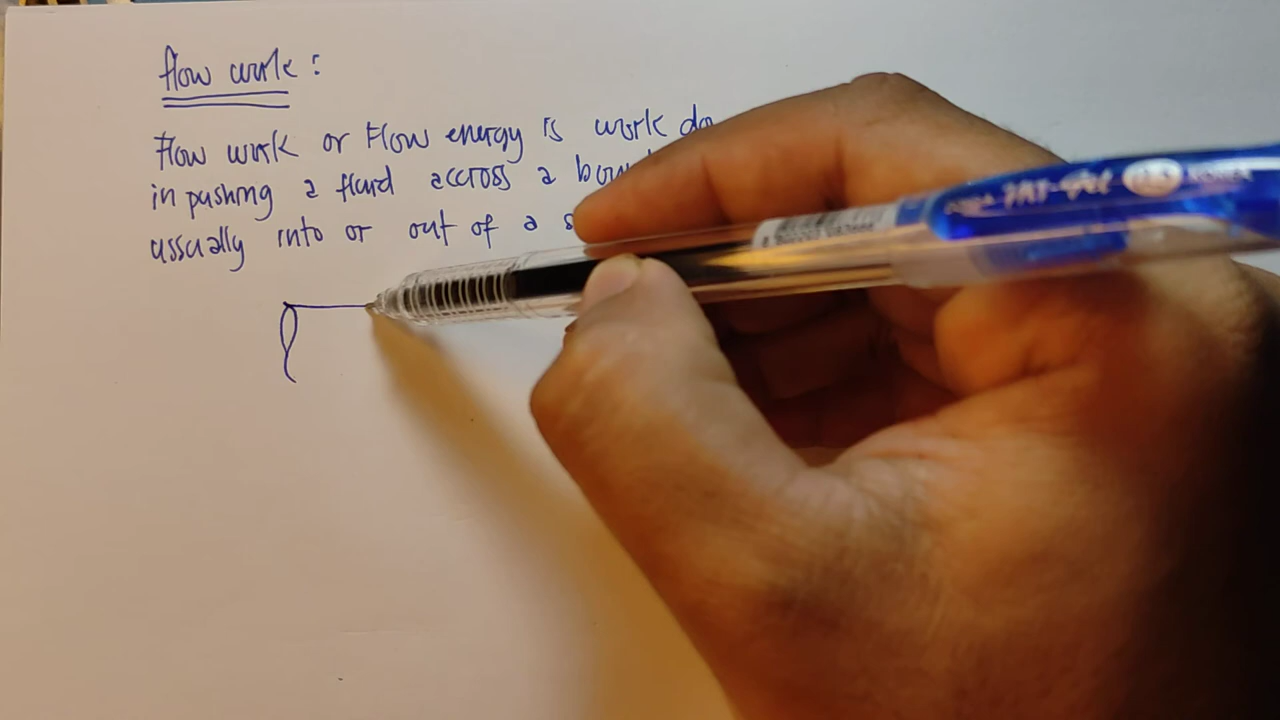 flow work :
Flow work or Flow energy is work do
in pushing a fluid accross a boun
ussually into or out of a s